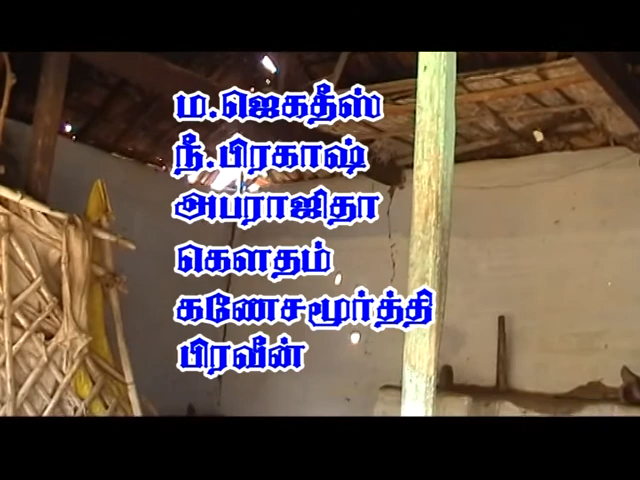 ம.ஜெகதீஸ்
நீ.பிரகாஷ்
அபராஜிதா
கௌதம்
கணேசமூர்த்தி
பிரவீன்